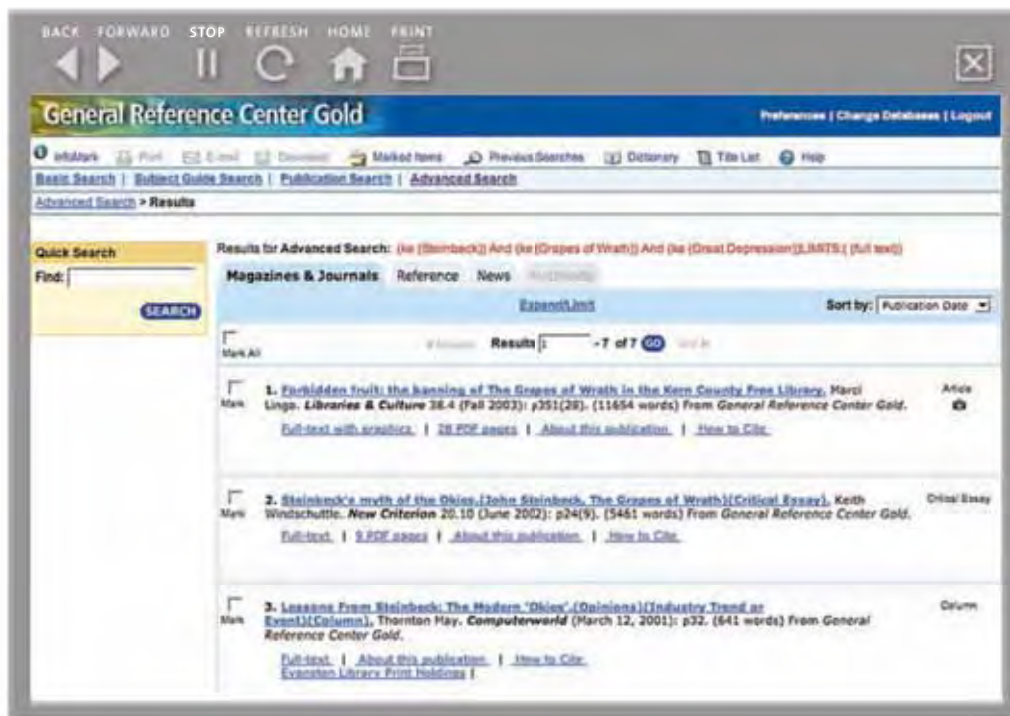 BACK FORWARD STOP REFRESH HOME PRINT
General Reference Center Gold
Preferences | Change Databases | Logout
InfoMark Print E-mail Download Marked Items Previous Searches Dictionary Title List Help
Basic Search | Subject Guide Search | Publication Search | Advanced Search
Advanced Search > Results
Quick Search
Find:
SEARCH
Results for Advanced Search: (ke (Steinbeck)) And (ke (Grapes of Wrath)) And (ke (Great Depression))LIMITS:( (full text))
Magazines & Journals Reference News
Expand/Limit
Sort by: Publication Date
Mark All
Results 1 -7 of 7 GO
Mark
1. Forbidden fruit: the banning of The Grapes of Wrath in the Kern County Free Library, Marci
Lingo. Libraries & Culture 38.4 (Fall 2003): p351(28). (11654 words) From General Reference Center Gold.
Article
Full-text with graphics | 28 PDF pages | About this publication | How to Cite
Mark
2. Steinbeck's myth of the Okies.(John Steinbeck, The Grapes of Wrath)(Critical Essay), Keith
Windschuttle. New Criterion 20.10 (June 2002): p24(9). (5461 words) From General Reference Center Gold.
Critical Essay
Full-text | 9 PDF pages | About this publication | How to Cite
Mark
3. Lessons From Steinbeck: The Modern 'Okies'.(Opinions)(Industry Trend or
Event)(Column), Thornton May. Computerworld (March 12, 2001): p32. (641 words) From General
Reference Center Gold.
Column
Full-text | About this publication | How to Cite
Evanston Library Print Holdings |